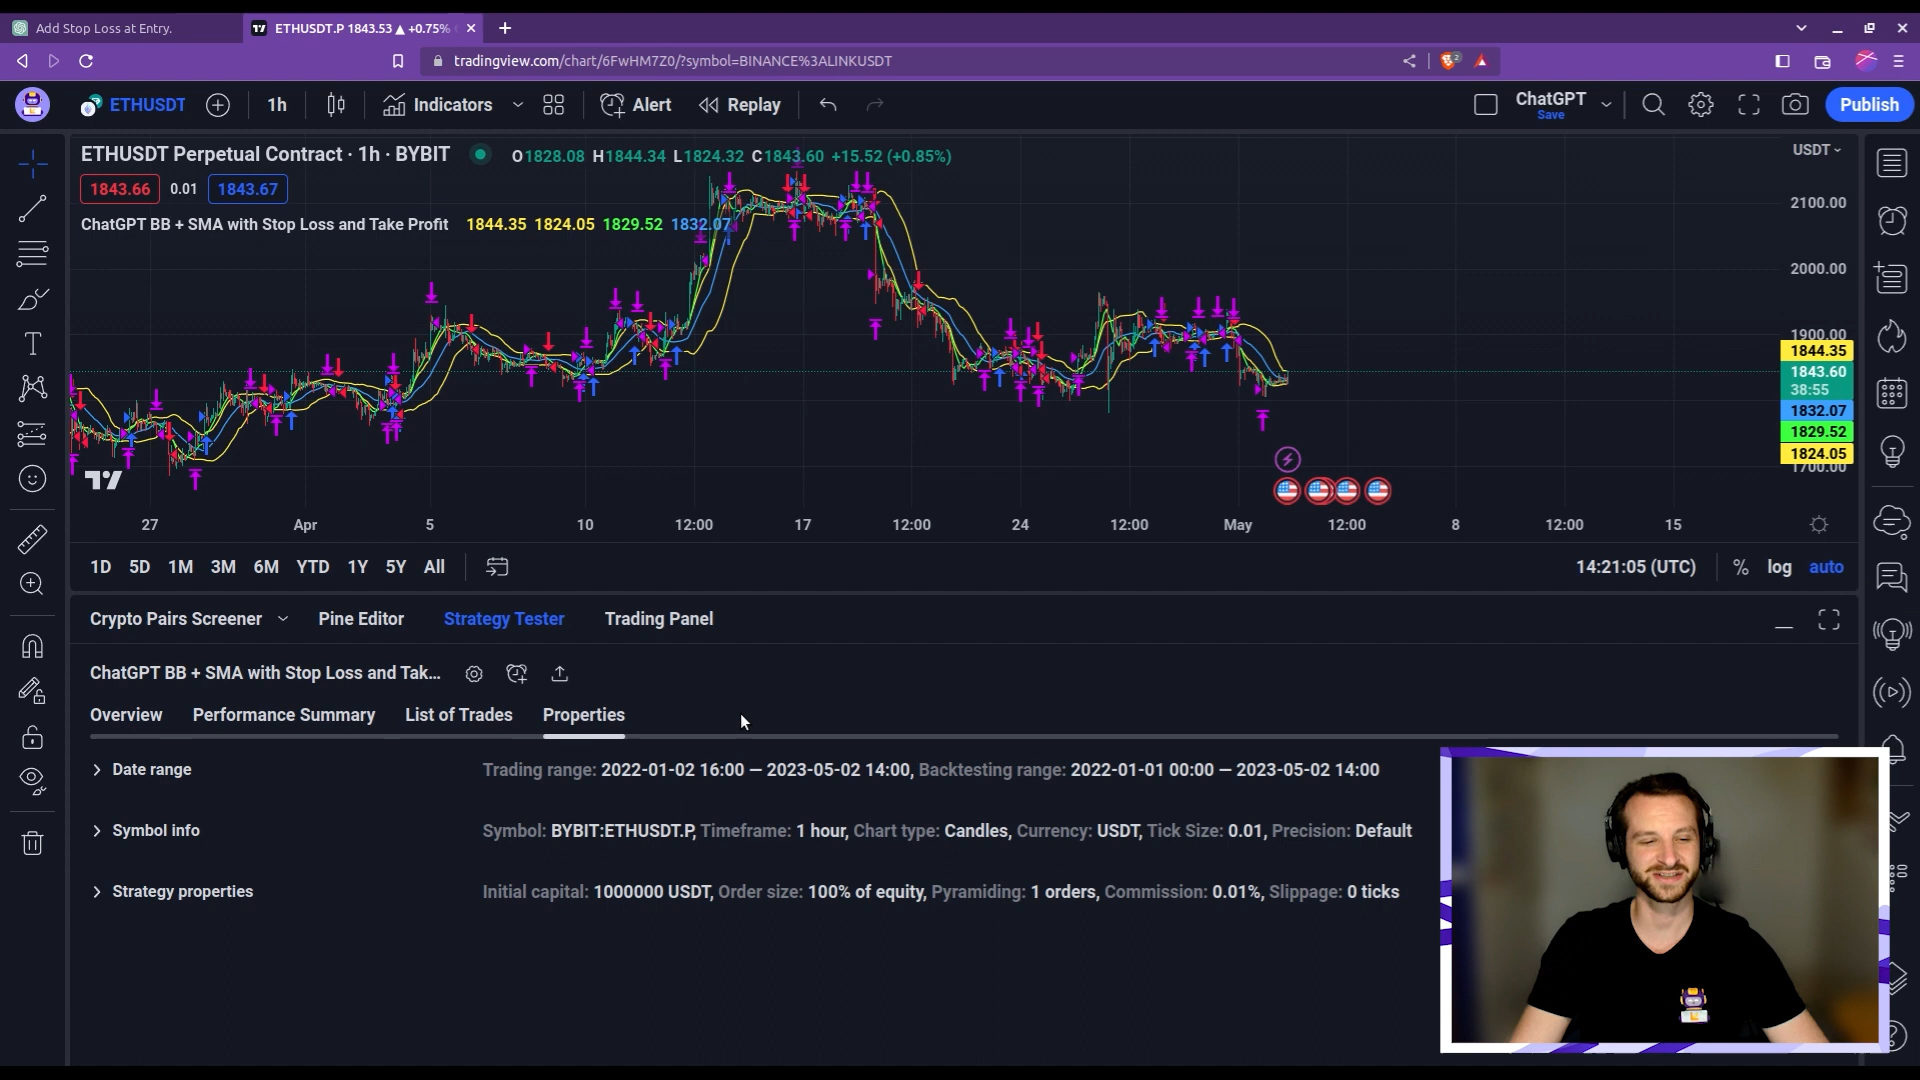 Add Stop Loss at Entry.
ETHUSDT.P 1843.53 ▲ +0.75%
tradingview.com/chart/6FwHM7Z0/?symbol=BINANCE%3ALINKUSDT
2
ETHUSDT 1h Indicators Alert Replay ChatGPT Save Publish
ETHUSDT Perpetual Contract · 1h · BYBIT O1828.08 H1844.34 L1824.32 C1843.60 +15.52 (+0.85%) USDT
1843.66 0.01 1843.67
ChatGPT BB + SMA with Stop Loss and Take Profit 1844.35 1824.05 1829.52 1832.07
2100.00
2000.00
1900.00
1844.35
1843.60
38:55
1832.07
1829.52
1824.05
1700.00
27 Apr 5 10 12:00 17 12:00 24 12:00 May 12:00 8 12:00 15
1D 5D 1M 3M 6M YTD 1Y 5Y All 14:21:05 (UTC) % log auto
Crypto Pairs Screener Pine Editor Strategy Tester Trading Panel
ChatGPT BB + SMA with Stop Loss and Tak...
Overview Performance Summary List of Trades Properties
Date range Trading range: 2022-01-02 16:00 — 2023-05-02 14:00, Backtesting range: 2022-01-01 00:00 — 2023-05-02 14:00
Symbol info Symbol: BYBIT:ETHUSDT.P, Timeframe: 1 hour, Chart type: Candles, Currency: USDT, Tick Size: 0.01, Precision: Default
Strategy properties Initial capital: 1000000 USDT, Order size: 100% of equity, Pyramiding: 1 orders, Commission: 0.01%, Slippage: 0 ticks